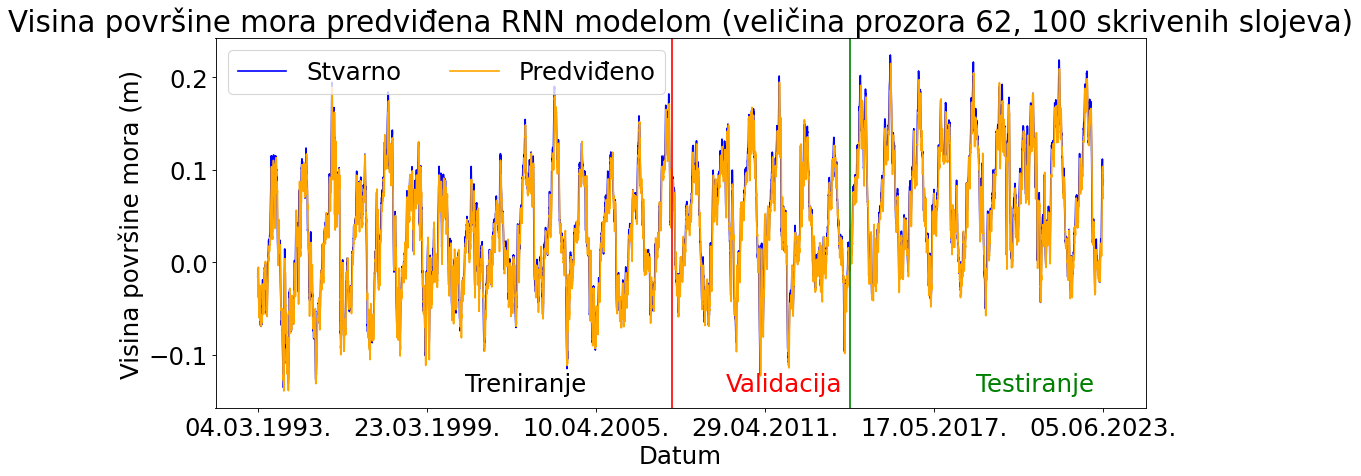 Visina površine mora predviđena RNN modelom (veličina prozora 62, 100 skrivenih slojeva)
Stvarno Predviđeno
Visina površine mora (m)
0.2
0.1
0.0
−0.1
Treniranje Validacija Testiranje
04.03.1993. 23.03.1999. 10.04.2005. 29.04.2011. 17.05.2017. 05.06.2023.
Datum